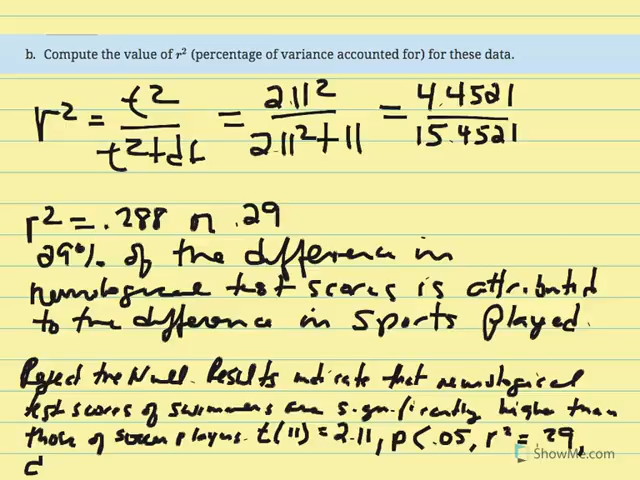 b. Compute the value of r² (percentage of variance accounted for) for these data.
r² = t² / t²+df = 2.11² / 2.11²+11 = 4.4521 / 15.4521
r² = .288 or .29
29% of the difference in
neurological test scores is attributed
to the difference in sports played.
Reject the Null. Results indicate that neurological
test scores of swimmers are significantly higher than
those of soccer players. t(11) = 2.11, p < .05, r² = .29,
d
ShowMe.com